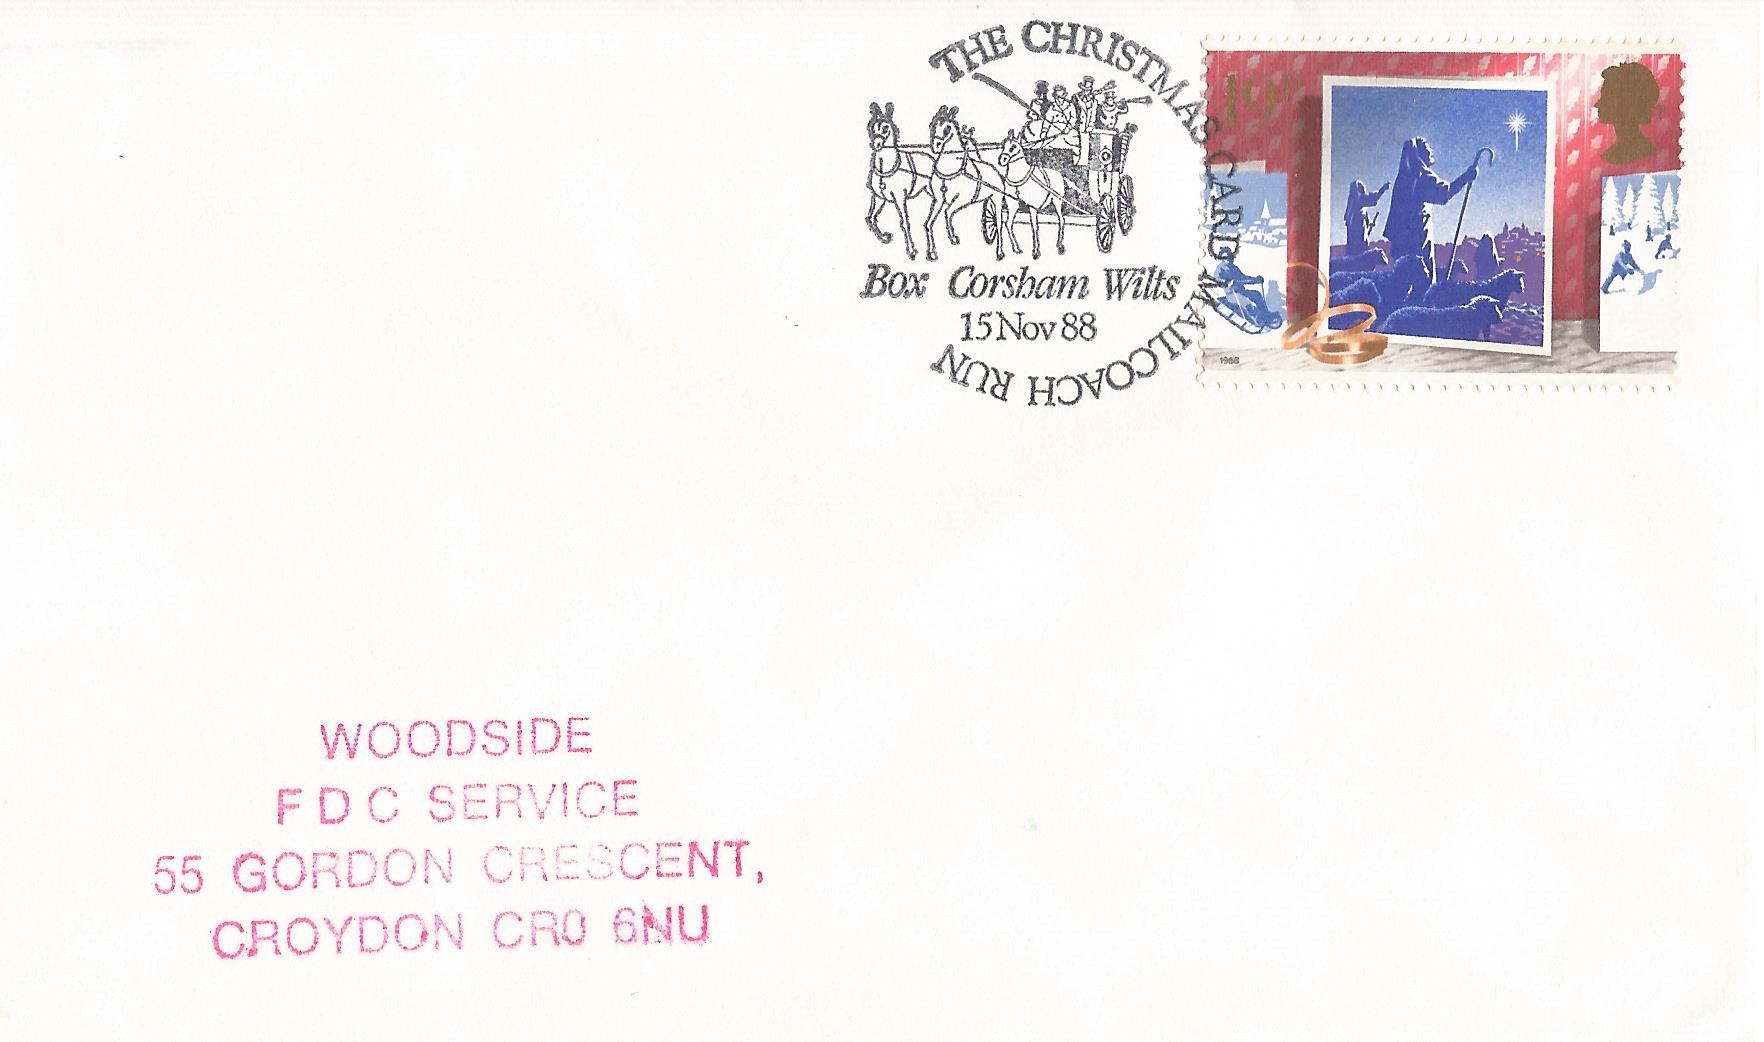 THE CHRISTMAS CARD MAILCOACH RUN
Box Corsham Wilts
15 Nov 88
19p
1988
WOODSIDE
F D C SERVICE
55 GORDON CRESCENT,
CROYDON CR0 6NU